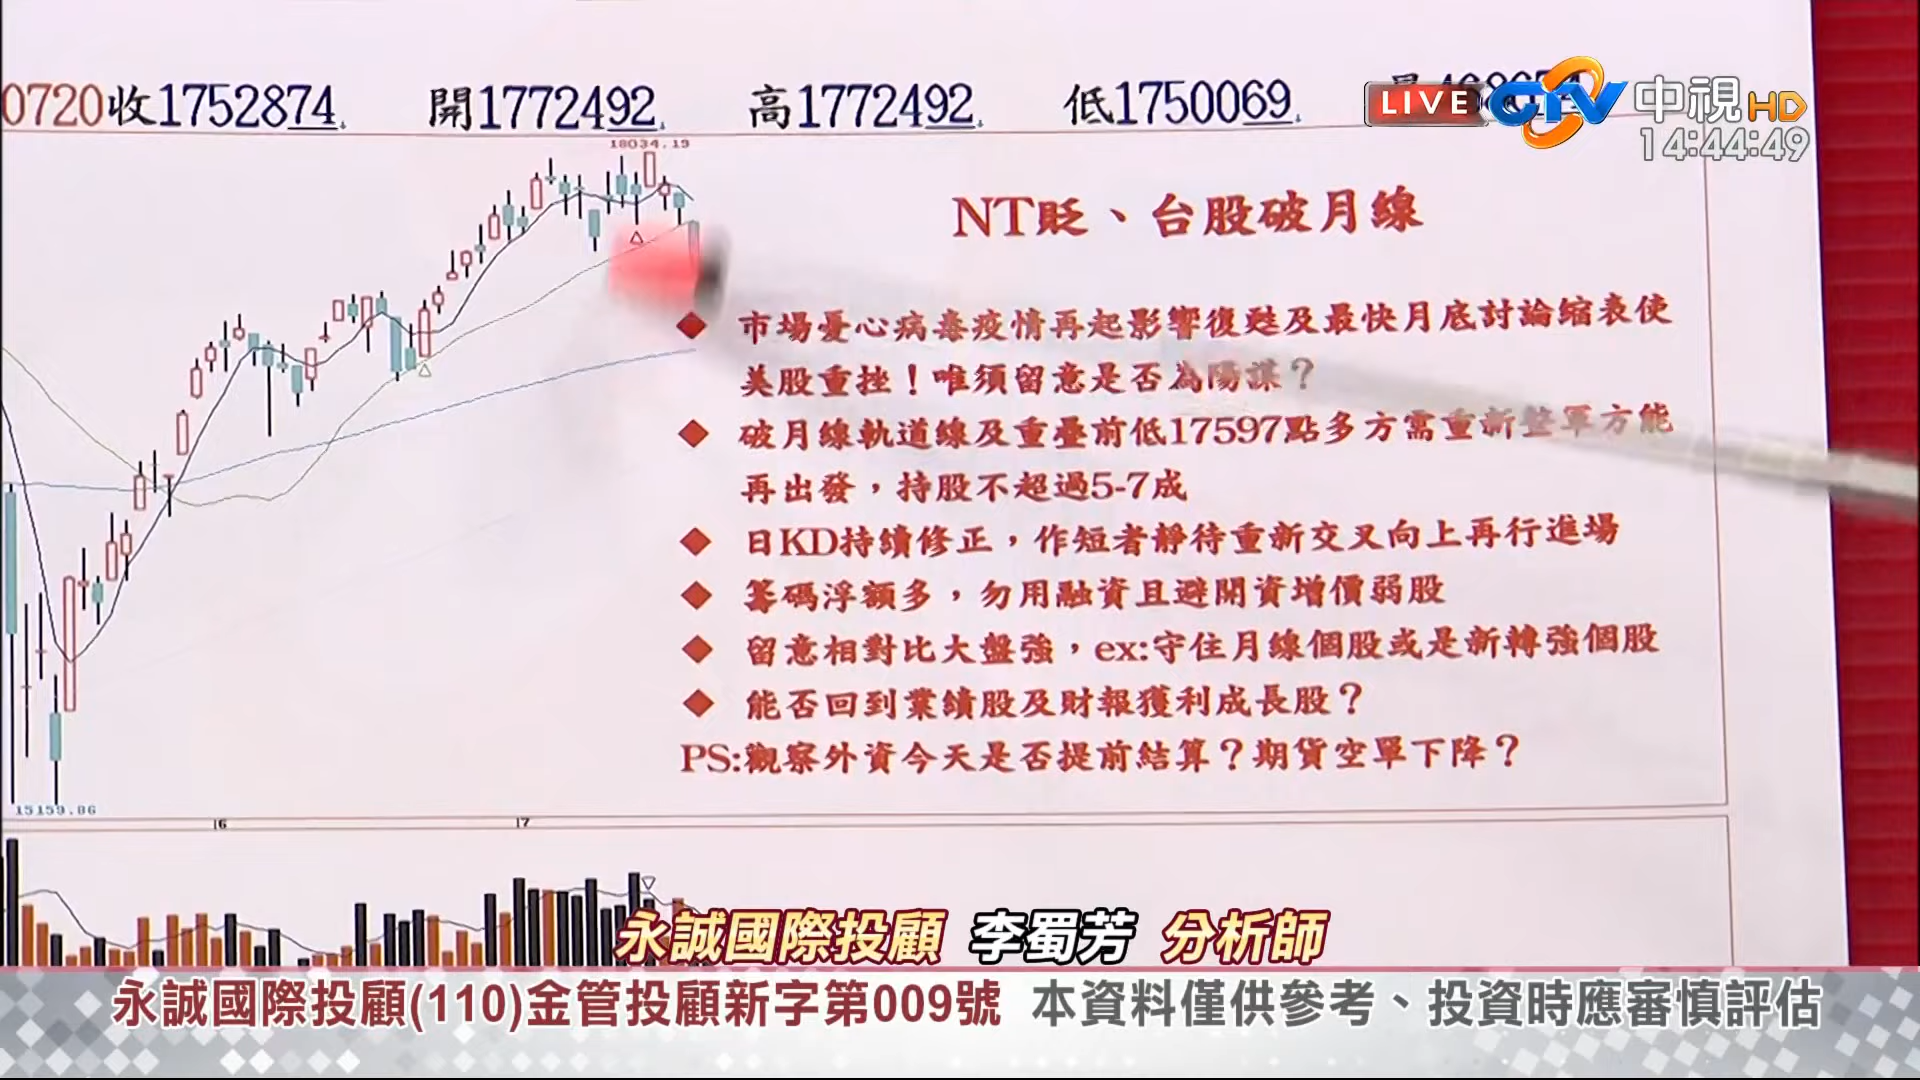 0720收1752874 開1772492 高1772492 低1750069
LIVE CTV 中視HD
14:44:49
18034.19
NT貶、台股破月線
◆ 市場憂心病毒疫情再起影響復甦及最快月底討論縮表使
美股重挫！唯須留意是否為陽謀？
◆ 破月線軌道線及重疊前低17597點多方需重新整軍方能
再出發，持股不超過5-7成
◆ 日KD持續修正，作短者靜待重新交叉向上再行進場
◆ 籌碼浮額多，勿用融資且避開資增價弱股
◆ 留意相對比大盤強，ex:守住月線個股或是新轉強個股
◆ 能否回到業績股及財報獲利成長股？
PS:觀察外資今天是否提前結算？期貨空單下降？
15159.86
6 7
永誠國際投顧 李蜀芳 分析師
永誠國際投顧(110)金管投顧新字第009號 本資料僅供參考、投資時應審慎評估